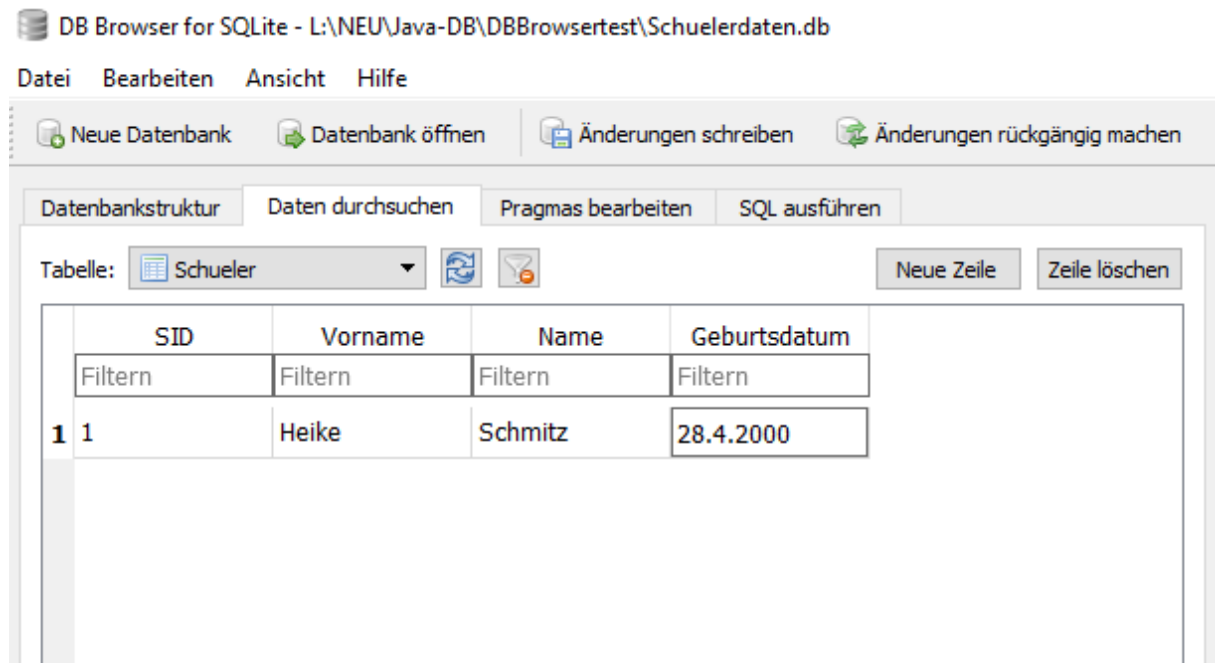 DB Browser for SQLite - L:\NEU\Java-DB\DBBrowsertest\Schuelerdaten.db
Datei Bearbeiten Ansicht Hilfe
Neue Datenbank Datenbank öffnen Änderungen schreiben Änderungen rückgängig machen
Datenbankstruktur Daten durchsuchen Pragmas bearbeiten SQL ausführen
Tabelle: Schueler Neue Zeile Zeile löschen
SID Vorname Name Geburtsdatum
Filtern Filtern Filtern Filtern
1 1 Heike Schmitz 28.4.2000